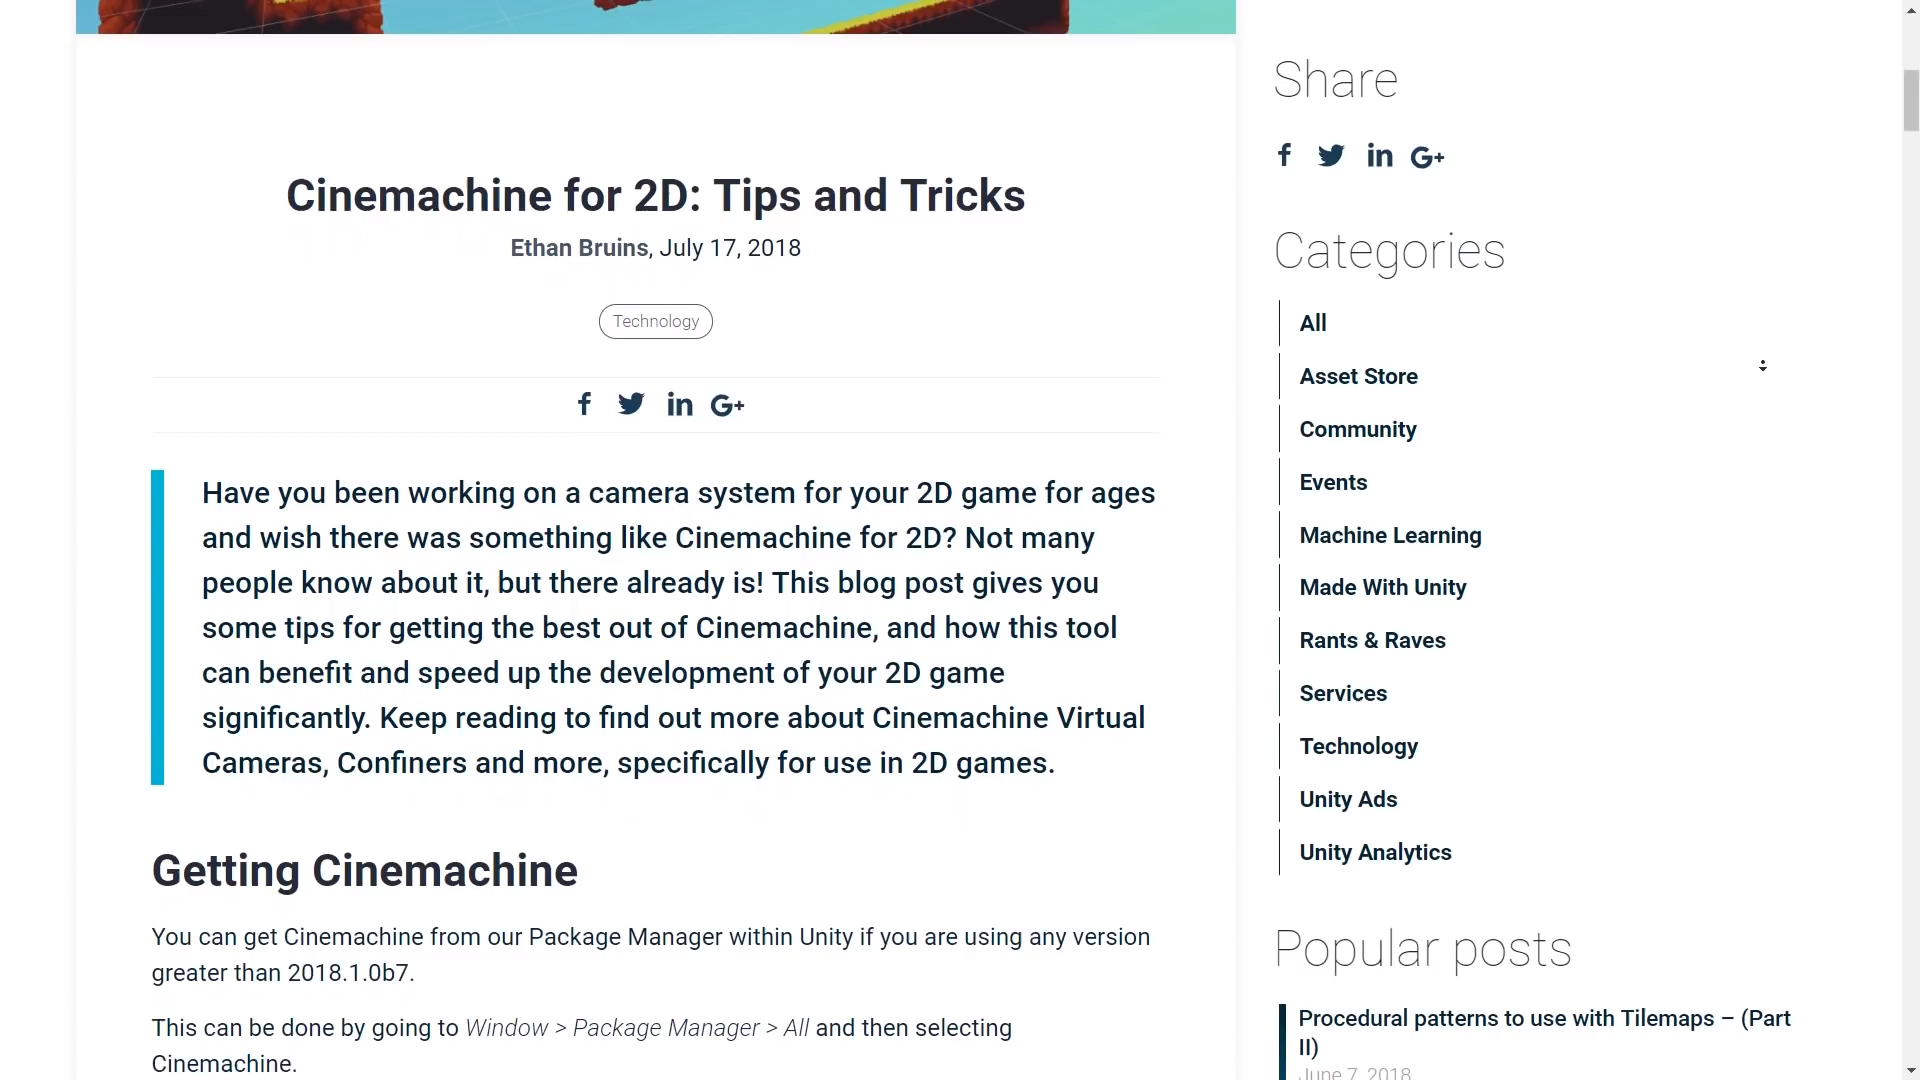 Cinemachine for 2D: Tips and Tricks
Ethan Bruins, July 17, 2018
Technology
Have you been working on a camera system for your 2D game for ages
and wish there was something like Cinemachine for 2D? Not many
people know about it, but there already is! This blog post gives you
some tips for getting the best out of Cinemachine, and how this tool
can benefit and speed up the development of your 2D game
significantly. Keep reading to find out more about Cinemachine Virtual
Cameras, Confiners and more, specifically for use in 2D games.
Getting Cinemachine
You can get Cinemachine from our Package Manager within Unity if you are using any version
greater than 2018.1.0b7.
This can be done by going to Window > Package Manager > All and then selecting
Cinemachine.
Share
Categories
All
Asset Store
Community
Events
Machine Learning
Made With Unity
Rants & Raves
Services
Technology
Unity Ads
Unity Analytics
Popular posts
Procedural patterns to use with Tilemaps – (Part
II)
June 7, 2018